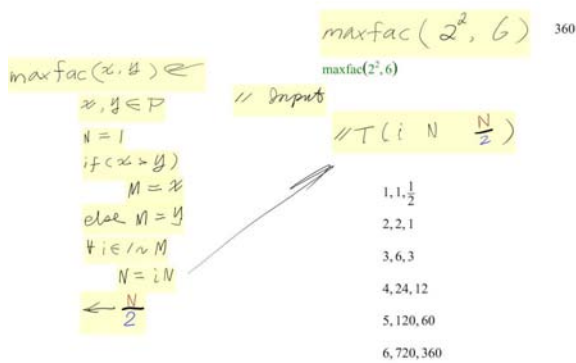 maxfac(x,y) ←
x, y ∈ P
N = 1
if(x > y)
M = x
else M = y
∀ i ∈ 1 ~ M
N = iN
← N/2
// Input
maxfac(2², 6) 360
maxfac(2², 6)
// T(i N N/2)
1, 1, 1/2
2, 2, 1
3, 6, 3
4, 24, 12
5, 120, 60
6, 720, 360